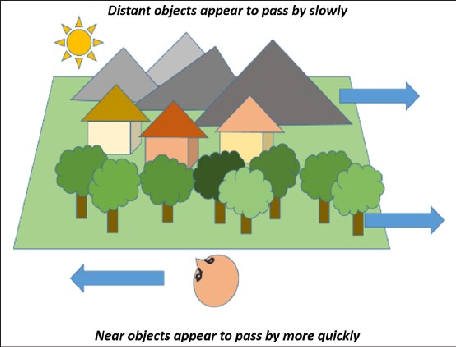 Distant objects appear to pass by slowly
Near objects appear to pass by more quickly